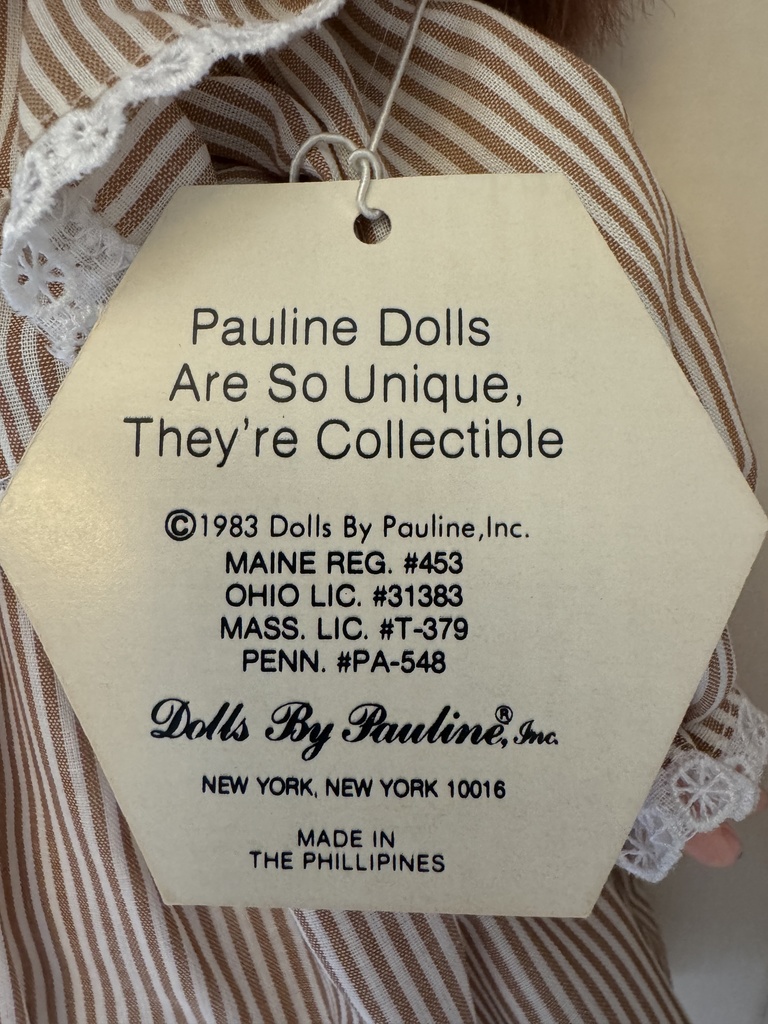 Pauline Dolls
Are So Unique,
They're Collectible
©1983 Dolls By Pauline,Inc.
MAINE REG. #453
OHIO LIC. #31383
MASS. LIC. #T-379
PENN. #PA-548
Dolls By Pauline,® Inc.
NEW YORK, NEW YORK 10016
MADE IN
THE PHILLIPINES